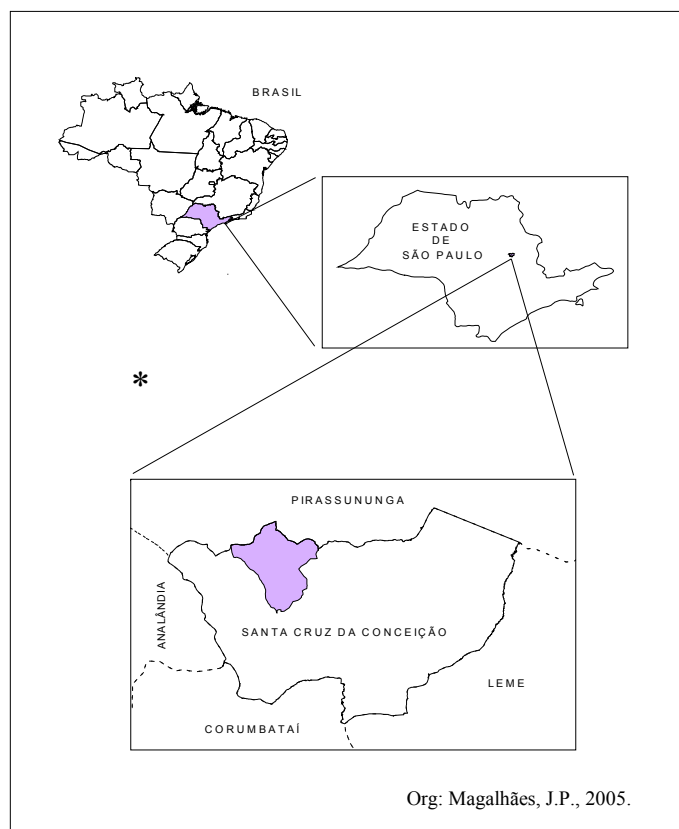 BRASIL
ESTADO
DE
SÃO PAULO
*
PIRASSUNUNGA
ANALÂNDIA
SANTA CRUZ DA CONCEIÇÃO
LEME
CORUMBATAÍ
Org: Magalhães, J.P., 2005.